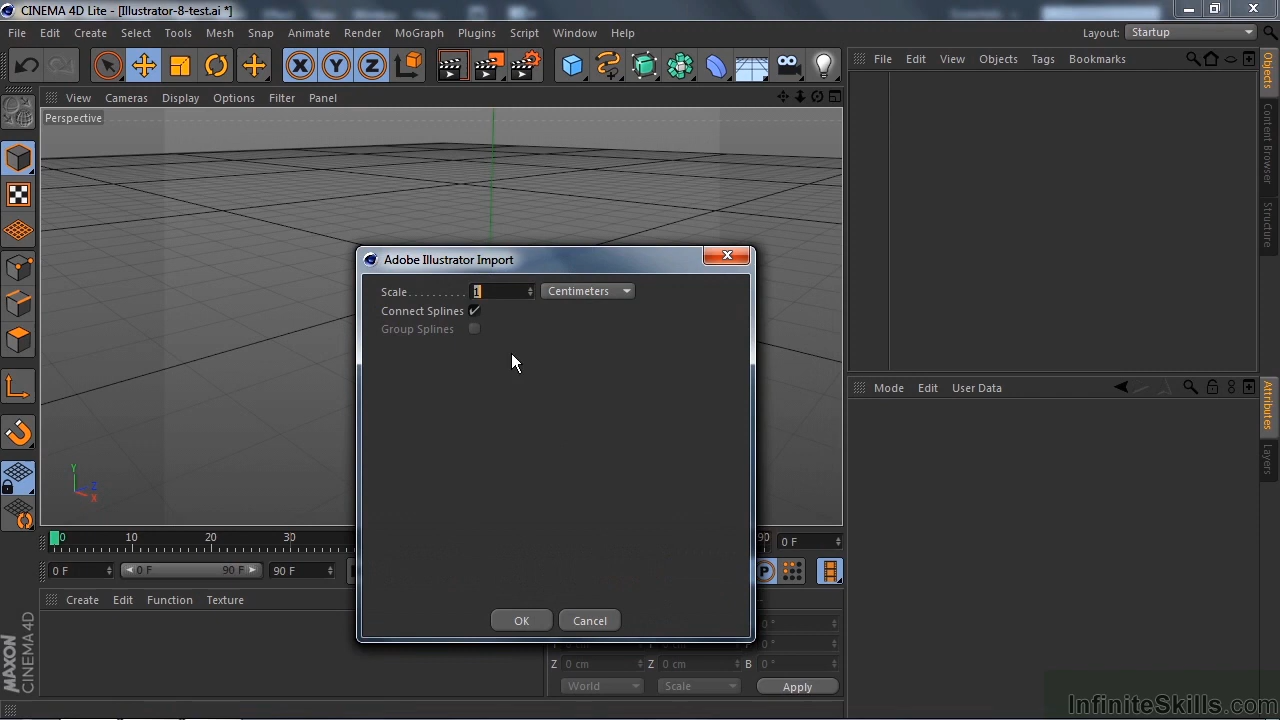 CINEMA 4D Lite - [Illustrator-8-test.ai *]
File Edit Create Select Tools Mesh Snap Animate Render MoGraph Plugins Script Window Help Layout: Startup
X Y Z
File Edit View Objects Tags Bookmarks
View Cameras Display Options Filter Panel
Perspective
Objects
Content Browser
Structure
Adobe Illustrator Import
Scale.......... 1 Centimeters
Connect Splines
Group Splines
OK Cancel
Mode Edit User Data
Attributes
Layers
Y
Z
X
0 10 20 30 90 0 F
0 F 0 F 90 F 90 F P
Create Edit Function Texture
0 °
0 °
Z 0 cm Z 0 cm B 0 °
World Scale Apply
MAXON
CINEMA 4D
InfiniteSkills.com